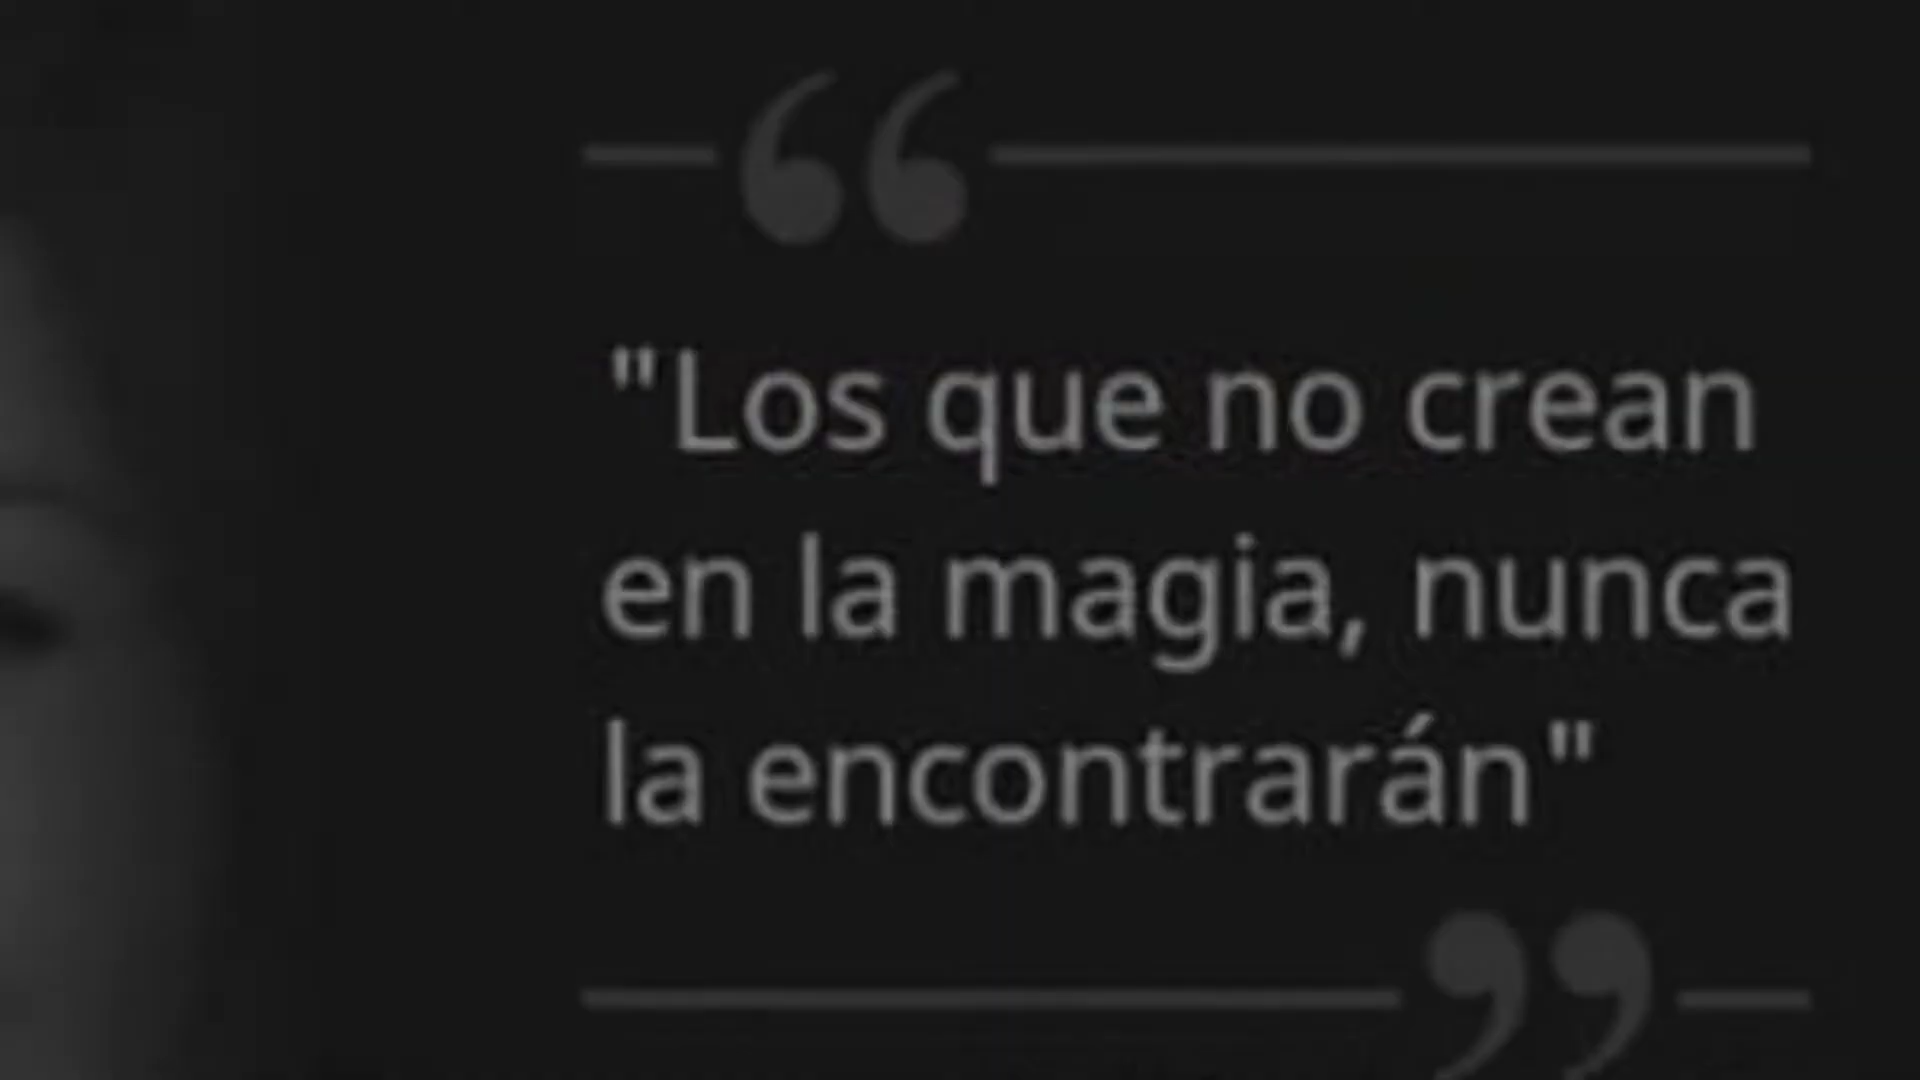 "Los que no crean
en la magia, nunca
la encontrarán"